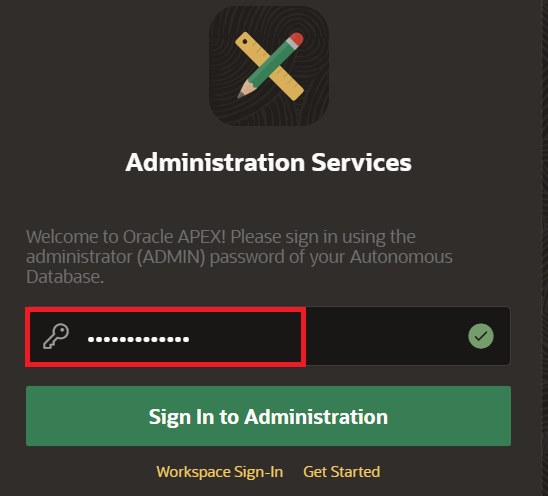 Administration Services
Welcome to Oracle APEX! Please sign in using the
administrator (ADMIN) password of your Autonomous
Database.
•••••••••••••
Sign In to Administration
Workspace Sign-In Get Started